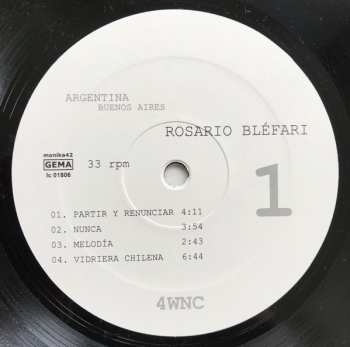 ARGENTINA
BUENOS AIRES
ROSARIO BLÉFARI
monika42
GEMA
lc 01806
33 rpm
1
01. PARTIR Y RENUNCIAR 4:11
02. NUNCA 3:54
03. MELODÍA 2:43
04. VIDRIERA CHILENA 6:44
4WNC